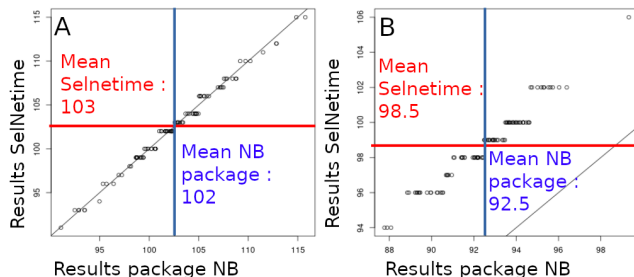 A
Mean
Selnetime :
103
Mean NB
package :
102
Results SelNetime
95
100
105
110
115
95
100
105
110
115
Results package NB
B
Mean
Selnetime :
98.5
Mean NB
package :
92.5
Results SelNetime
94
96
98
100
102
104
106
88
90
92
94
96
98
Results package NB